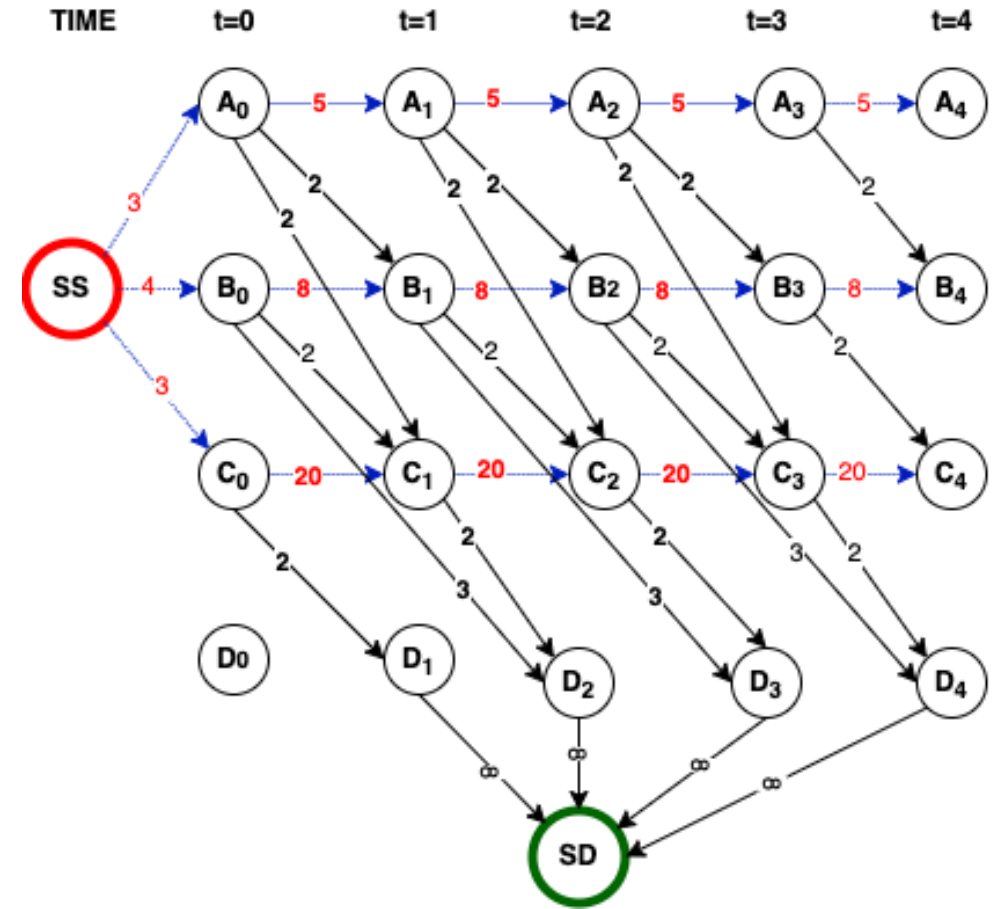 TIME t=0 t=1 t=2 t=3 t=4
A0 5 A1 5 A2 5 A3 5 A4
2 2 2 2 2 2 2
3
SS 4 B0 8 B1 8 B2 8 B3 8 B4
2 2 2 2
3
C0 20 C1 20 C2 20 C3 20 C4
2 2 2 3 2
3 3
D0 D1 D2 D3 D4
∞ ∞ ∞ ∞
SD